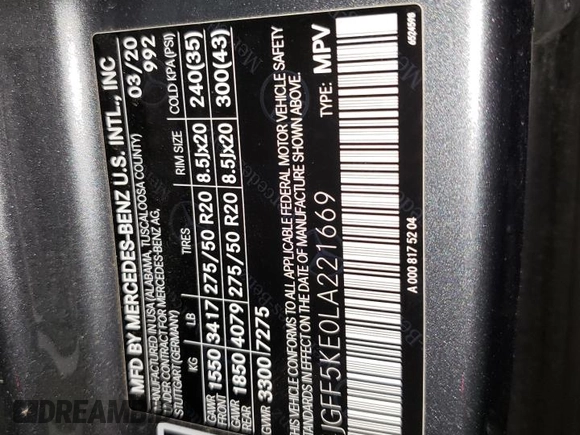 MFD BY MERCEDES-BENZ U.S. INTL., INC
MANUFACTURED IN USA (ALABAMA, TUSCALOOSA COUNTY)
UNDER CONTRACT FOR MERCEDES-BENZ AG,
STUTTGART (GERMANY)
03/20
992
KG LB TIRES RIM SIZE COLD KPA(PSI)
GAWR FRONT 1550 3417 275/50 R20 8.5Jx20 240(35)
GAWR REAR 1850 4079 275/50 R20 8.5Jx20 300(43)
GVWR 3300 7275
THIS VEHICLE CONFORMS TO ALL APPLICABLE FEDERAL MOTOR VEHICLE SAFETY
STANDARDS IN EFFECT ON THE DATE OF MANUFACTURE SHOWN ABOVE.
JGFF5KE0LA221669 TYPE: MPV
A 000 817 52 04